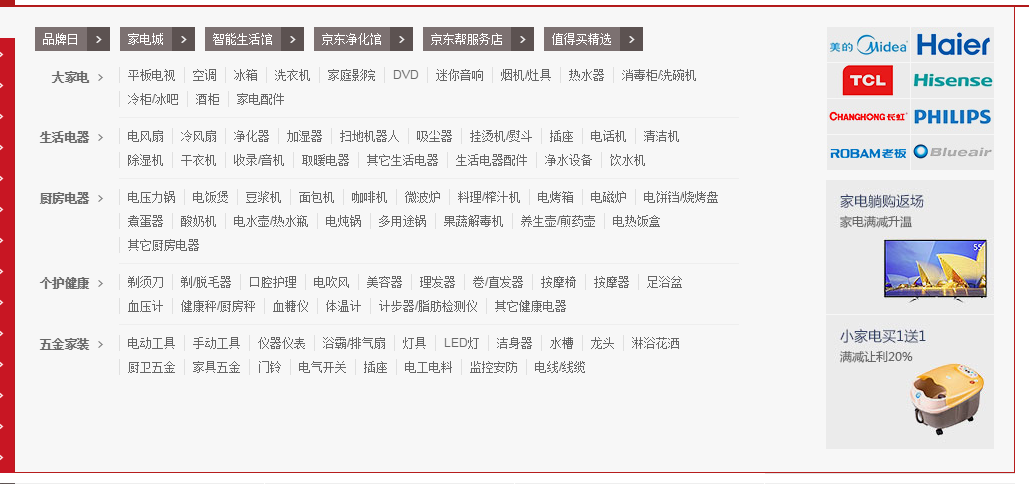 品牌日 > 家电城 > 智能生活馆 > 京东净化馆 > 京东帮服务店 > 值得买精选 >
大家电 > 平板电视 空调 冰箱 洗衣机 家庭影院 DVD 迷你音响 烟机/灶具 热水器 消毒柜/洗碗机
冷柜/冰吧 酒柜 家电配件
生活电器 > 电风扇 冷风扇 净化器 加湿器 扫地机器人 吸尘器 挂烫机/熨斗 插座 电话机 清洁机
除湿机 干衣机 收录/音机 取暖电器 其它生活电器 生活电器配件 净水设备 饮水机
厨房电器 > 电压力锅 电饭煲 豆浆机 面包机 咖啡机 微波炉 料理/榨汁机 电烤箱 电磁炉 电饼铛/烧烤盘
煮蛋器 酸奶机 电水壶/热水瓶 电炖锅 多用途锅 果蔬解毒机 养生壶/煎药壶 电热饭盒
其它厨房电器
个护健康 > 剃须刀 剃/脱毛器 口腔护理 电吹风 美容器 理发器 卷/直发器 按摩椅 按摩器 足浴盆
血压计 健康秤/厨房秤 血糖仪 体温计 计步器/脂肪检测仪 其它健康电器
五金家装 > 电动工具 手动工具 仪器仪表 浴霸/排气扇 灯具 LED灯 洁身器 水槽 龙头 淋浴花洒
厨卫五金 家具五金 门铃 电气开关 插座 电工电料 监控安防 电线/线缆
美的 Midea Haier
TCL Hisense
CHANGHONG 长虹 PHILIPS
ROBAM 老板 Blueair
家电躺购返场
家电满减升温
55
小家电买1送1
满减让利20%